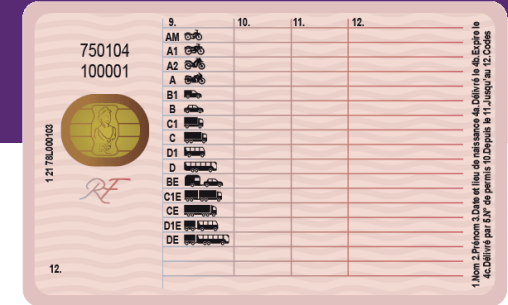 750104
100001
1 21 78L000103
RF
12.
9. 10. 11. 12.
AM
A1
A2
A
B1
B
C1
C
D1
D
BE
C1E
CE
D1E
DE
1.Nom 2.Prénom 3.Date et lieu de naissance 4a.Délivré le 4b.Expire le
4c.Délivré par 5.N° de permis 10.Depuis le 11.Jusqu'au 12.Codes